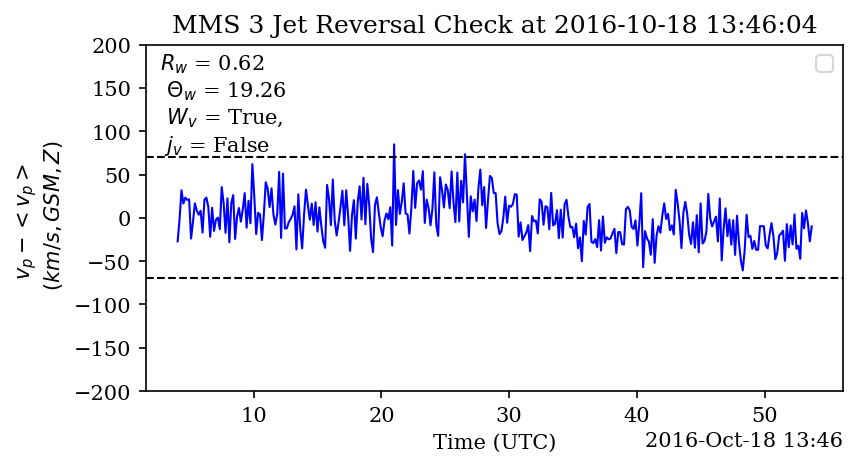 MMS 3 Jet Reversal Check at 2016-10-18 13:46:04
R_w = 0.62
Θ_w = 19.26
W_v = True,
j_v = False
v_p − < v_p >
(km/s, GSM, Z)
200
150
100
50
0
−50
−100
−150
−200
10 20 30 40 50
Time (UTC)
2016-Oct-18 13:46